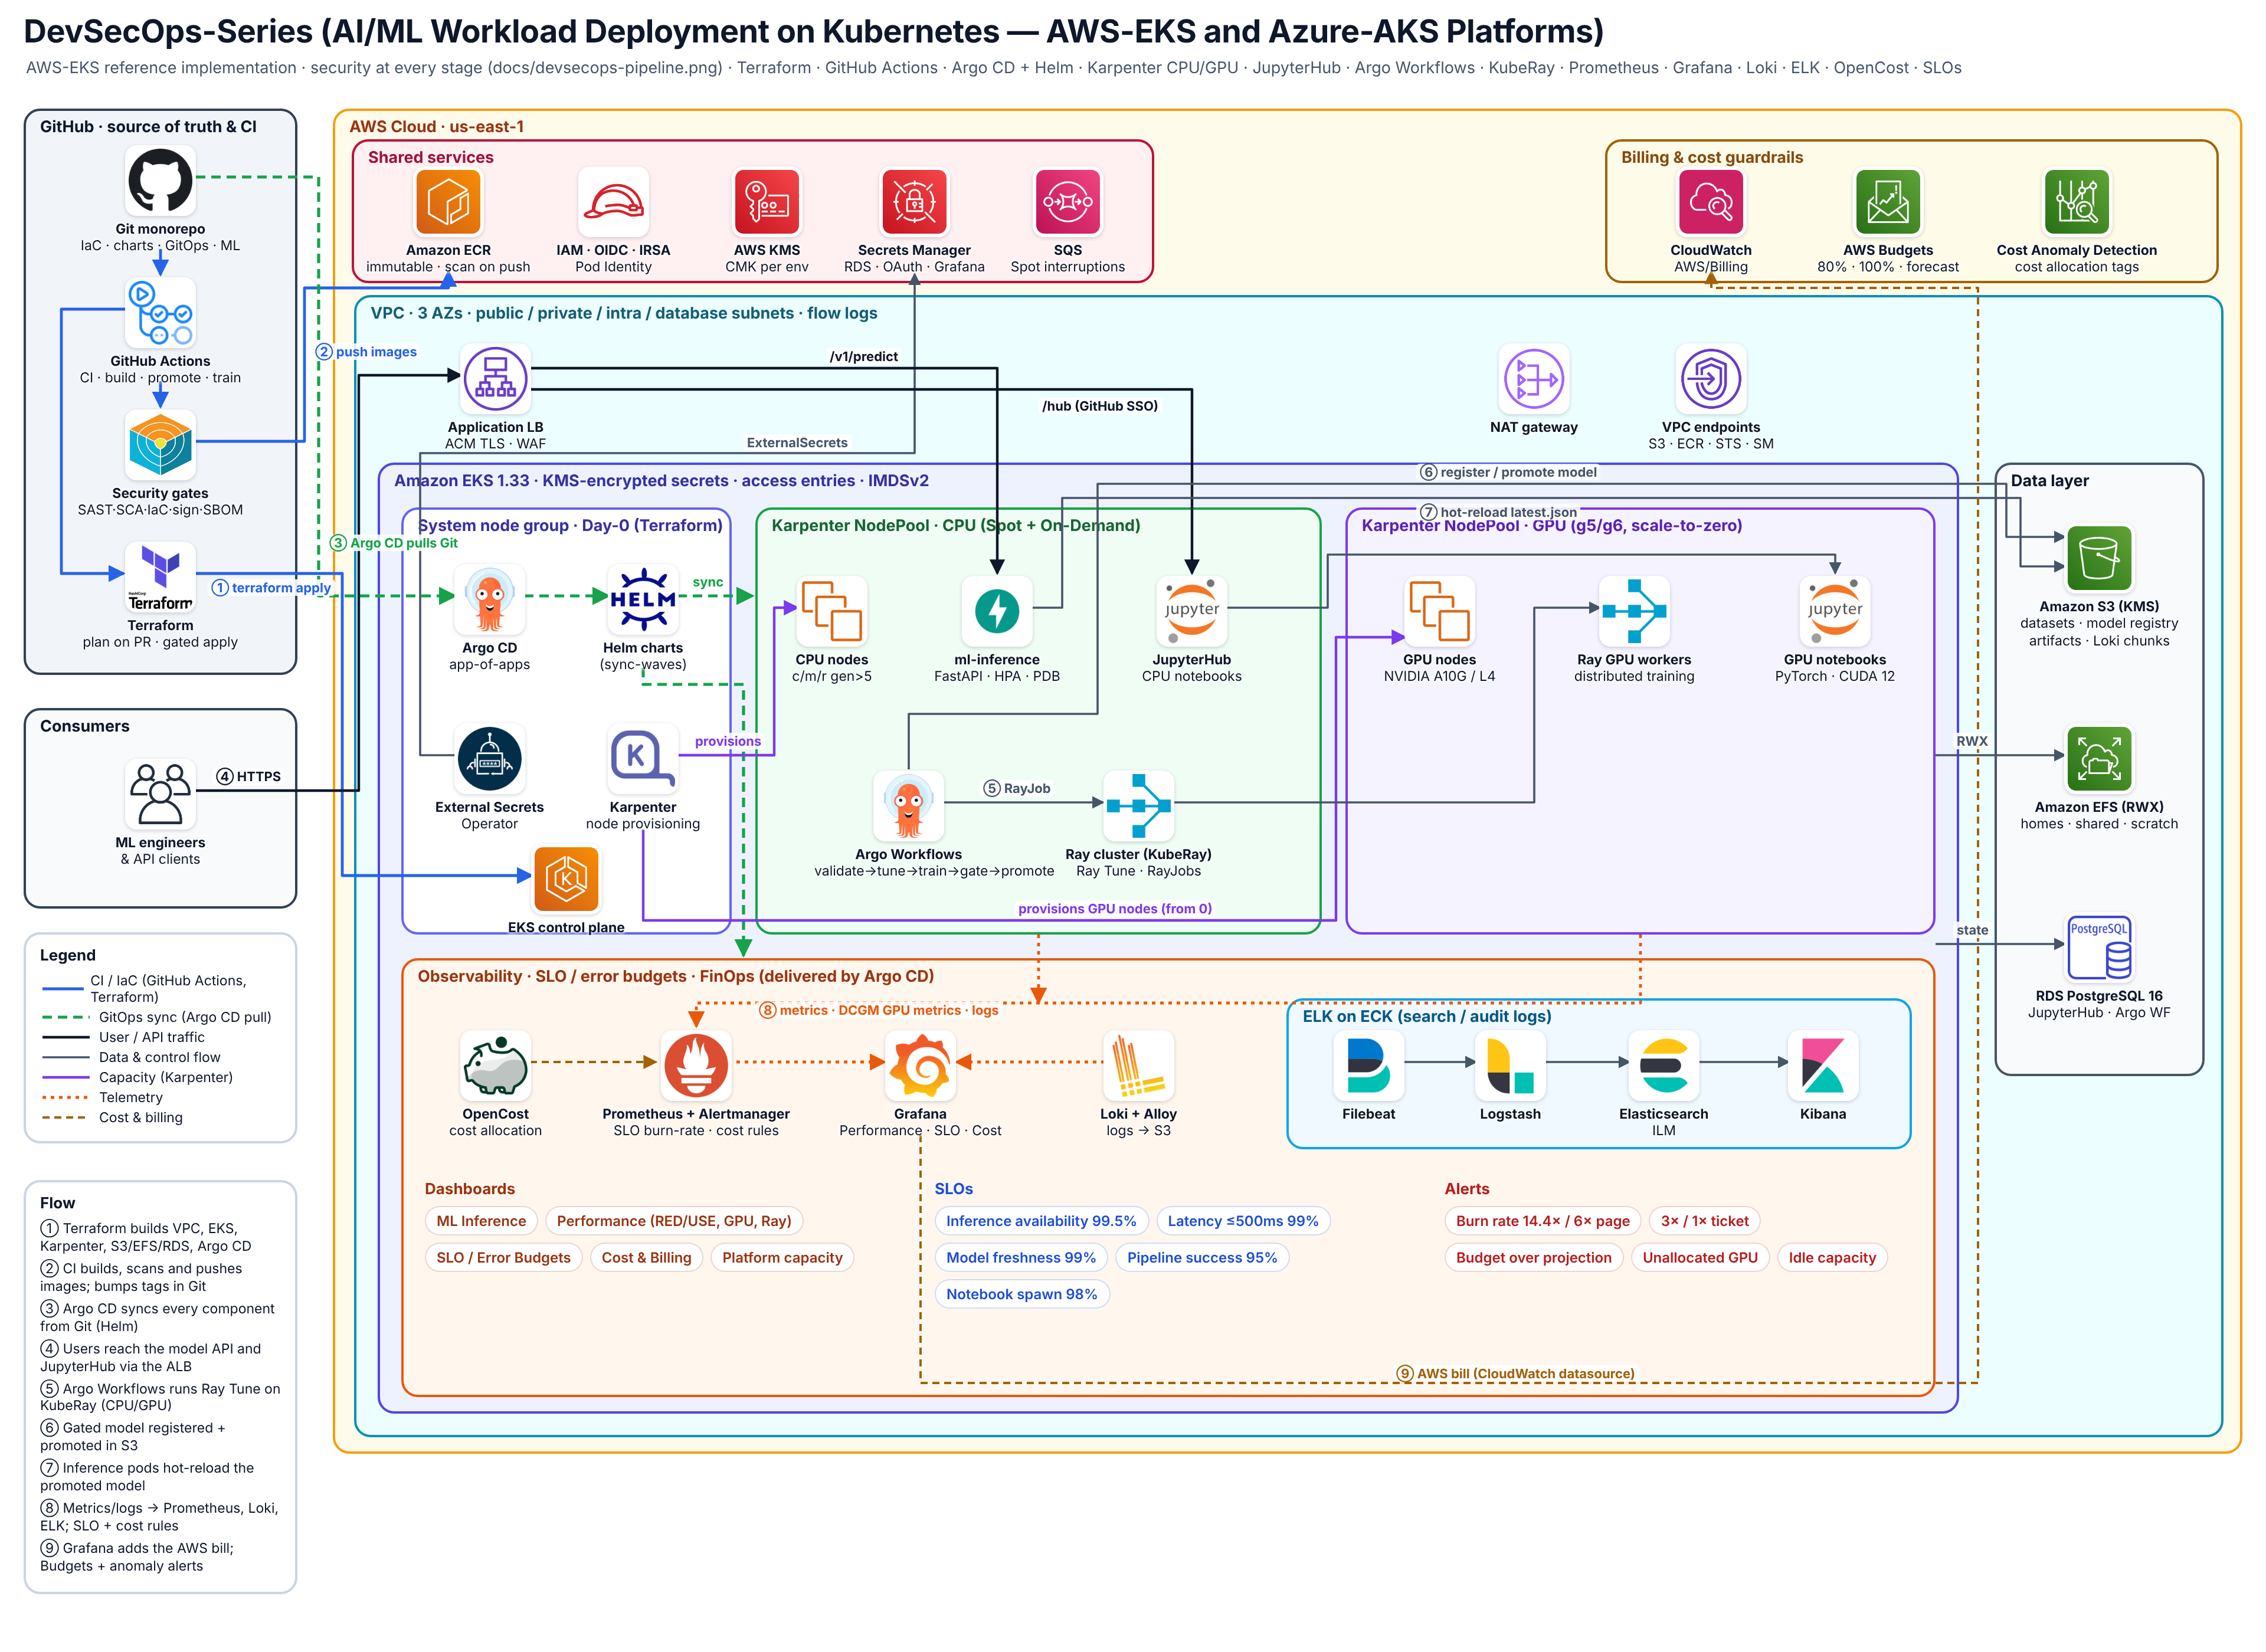 DevSecOps-Series (AI/ML Workload Deployment on Kubernetes — AWS-EKS and Azure-AKS Platforms)
AWS-EKS reference implementation · security at every stage (docs/devsecops-pipeline.png) · Terraform · GitHub Actions · Argo CD + Helm · Karpenter CPU/GPU · JupyterHub · Argo Workflows · KubeRay · Prometheus · Grafana · Loki · ELK · OpenCost · SLOs
GitHub · source of truth & CI
Git monorepo
IaC · charts · GitOps · ML
GitHub Actions
CI · build · promote · train
Security gates
SAST·SCA·IaC·sign·SBOM
HashiCorp
Terraform
Terraform
plan on PR · gated apply
① terraform apply
② push images
③ Argo CD pulls Git
Consumers
ML engineers
& API clients
④ HTTPS
Legend
CI / IaC (GitHub Actions,
Terraform)
GitOps sync (Argo CD pull)
User / API traffic
Data & control flow
Capacity (Karpenter)
Telemetry
Cost & billing
Flow
① Terraform builds VPC, EKS,
Karpenter, S3/EFS/RDS, Argo CD
② CI builds, scans and pushes
images; bumps tags in Git
③ Argo CD syncs every component
from Git (Helm)
④ Users reach the model API and
JupyterHub via the ALB
⑤ Argo Workflows runs Ray Tune on
KubeRay (CPU/GPU)
⑥ Gated model registered +
promoted in S3
⑦ Inference pods hot-reload the
promoted model
⑧ Metrics/logs → Prometheus, Loki,
ELK; SLO + cost rules
⑨ Grafana adds the AWS bill;
Budgets + anomaly alerts
AWS Cloud · us-east-1
Shared services
Amazon ECR
immutable · scan on push
IAM · OIDC · IRSA
Pod Identity
AWS KMS
CMK per env
Secrets Manager
RDS · OAuth · Grafana
SQS
Spot interruptions
Billing & cost guardrails
CloudWatch
AWS/Billing
AWS Budgets
80% · 100% · forecast
Cost Anomaly Detection
cost allocation tags
VPC · 3 AZs · public / private / intra / database subnets · flow logs
Application LB
ACM TLS · WAF
/v1/predict
/hub (GitHub SSO)
ExternalSecrets
NAT gateway
VPC endpoints
S3 · ECR · STS · SM
Amazon EKS 1.33 · KMS-encrypted secrets · access entries · IMDSv2
⑥ register / promote model
⑦ hot-reload latest.json
System node group · Day-0 (Terraform)
Argo CD
app-of-apps
HELM
Helm charts
(sync-waves)
sync
External Secrets
Operator
K
Karpenter
node provisioning
provisions
K
EKS control plane
Karpenter NodePool · CPU (Spot + On-Demand)
CPU nodes
c/m/r gen>5
ml-inference
FastAPI · HPA · PDB
jupyter
JupyterHub
CPU notebooks
Argo Workflows
validate→tune→train→gate→promote
⑤ RayJob
Ray cluster (KubeRay)
Ray Tune · RayJobs
provisions GPU nodes (from 0)
Karpenter NodePool · GPU (g5/g6, scale-to-zero)
GPU nodes
NVIDIA A10G / L4
Ray GPU workers
distributed training
jupyter
GPU notebooks
PyTorch · CUDA 12
Data layer
Amazon S3 (KMS)
datasets · model registry
artifacts · Loki chunks
RWX
Amazon EFS (RWX)
homes · shared · scratch
state
PostgreSQL
RDS PostgreSQL 16
JupyterHub · Argo WF
Observability · SLO / error budgets · FinOps (delivered by Argo CD)
⑧ metrics · DCGM GPU metrics · logs
OpenCost
cost allocation
Prometheus + Alertmanager
SLO burn-rate · cost rules
Grafana
Performance · SLO · Cost
Loki + Alloy
logs → S3
ELK on ECK (search / audit logs)
Filebeat
Logstash
Elasticsearch
ILM
Kibana
Dashboards
ML Inference
Performance (RED/USE, GPU, Ray)
SLO / Error Budgets
Cost & Billing
Platform capacity
SLOs
Inference availability 99.5%
Latency ≤500ms 99%
Model freshness 99%
Pipeline success 95%
Notebook spawn 98%
Alerts
Burn rate 14.4× / 6× page
3× / 1× ticket
Budget over projection
Unallocated GPU
Idle capacity
⑨ AWS bill (CloudWatch datasource)